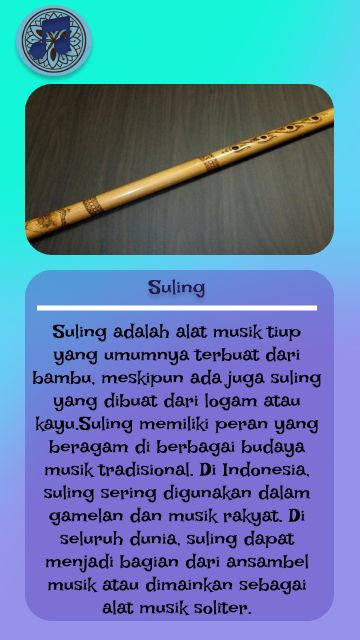 Suling
Suling adalah alat musik tiup
yang umumnya terbuat dari
bambu, meskipun ada juga suling
yang dibuat dari logam atau
kayu.Suling memiliki peran yang
beragam di berbagai budaya
musik tradisional. Di Indonesia,
suling sering digunakan dalam
gamelan dan musik rakyat. Di
seluruh dunia, suling dapat
menjadi bagian dari ansambel
musik atau dimainkan sebagai
alat musik soliter.